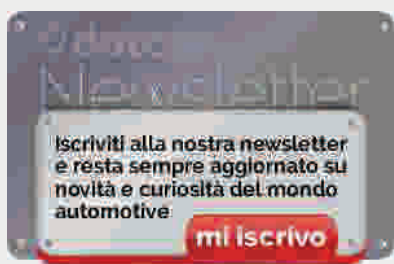 Newsletter
Iscriviti alla nostra newsletter
e resta sempre aggiornato su
novità e curiosità del mondo
automotive
mi iscrivo